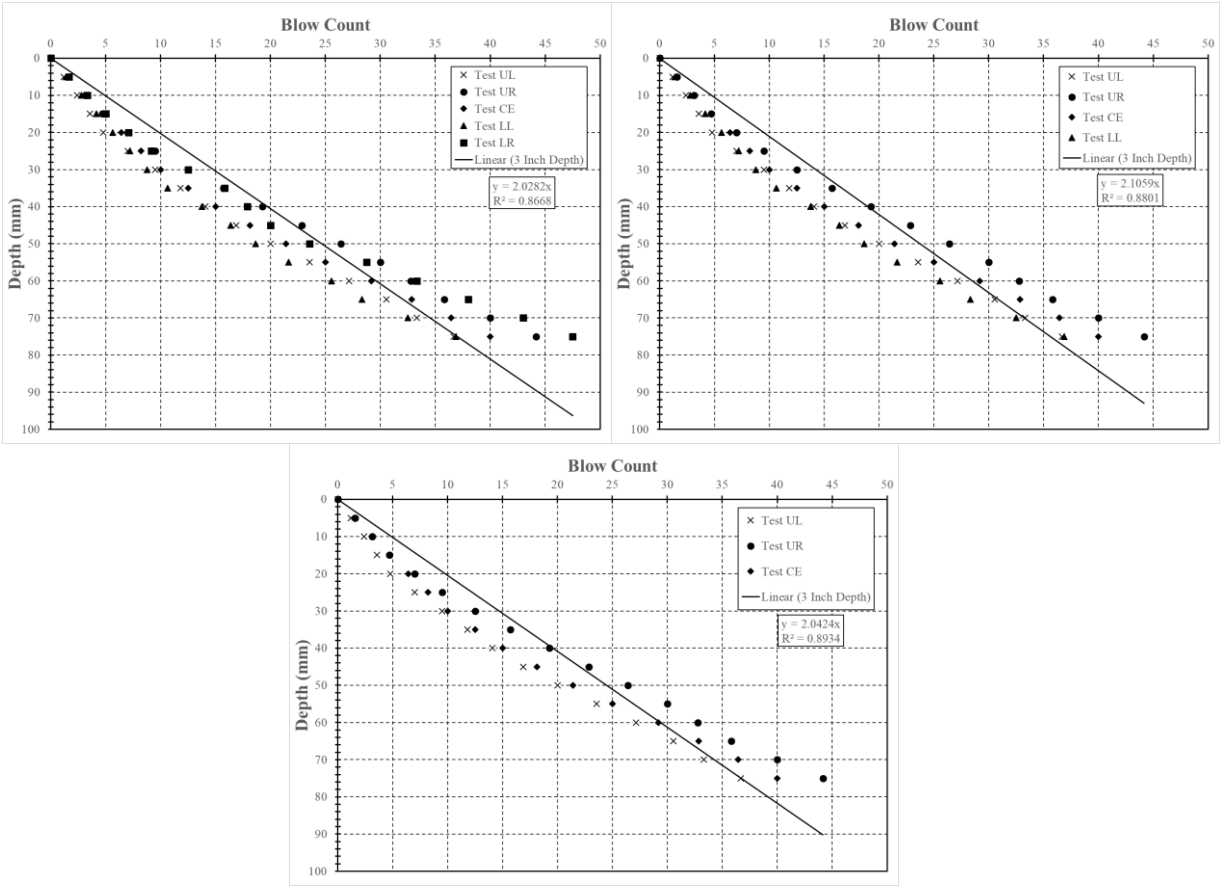 Blow Count
0 5 10 15 20 25 30 35 40 45 50
0
10
20
30
40
50
60
70
80
90
100
Depth (mm)
Test UL
Test UR
Test CE
Test LL
Test LR
Linear (3 Inch Depth)
y = 2.0282x
R² = 0.8668
Blow Count
0 5 10 15 20 25 30 35 40 45 50
0
10
20
30
40
50
60
70
80
90
100
Depth (mm)
Test UL
Test UR
Test CE
Test LL
Linear (3 Inch Depth)
y = 2.1059x
R² = 0.8801
Blow Count
0 5 10 15 20 25 30 35 40 45 50
0
10
20
30
40
50
60
70
80
90
100
Depth (mm)
Test UL
Test UR
Test CE
Linear (3 Inch Depth)
y = 2.0424x
R² = 0.8934